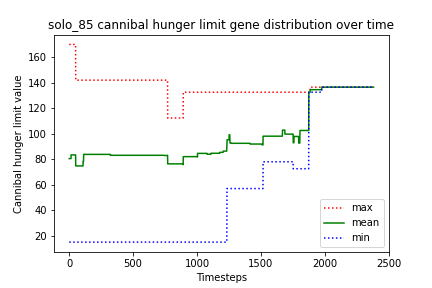 solo_85 cannibal hunger limit gene distribution over time
Cannibal hunger limit value
160
140
120
100
80
60
40
20
max
mean
min
0 500 1000 1500 2000 2500
Timesteps